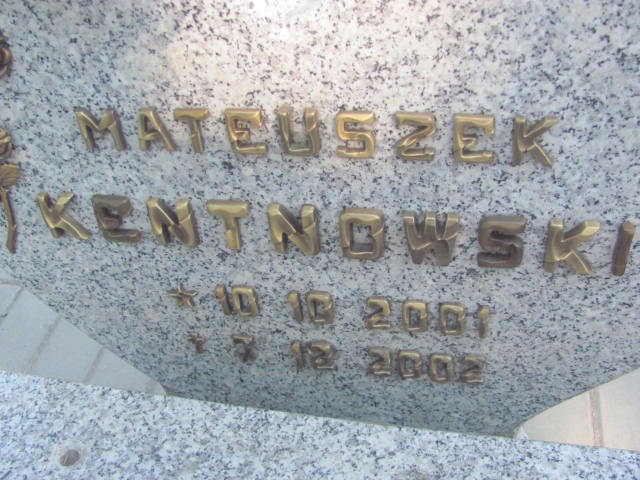 MATEUSZEK
KENTNOWSKI
* 10 10 2001
† 7 12 2002